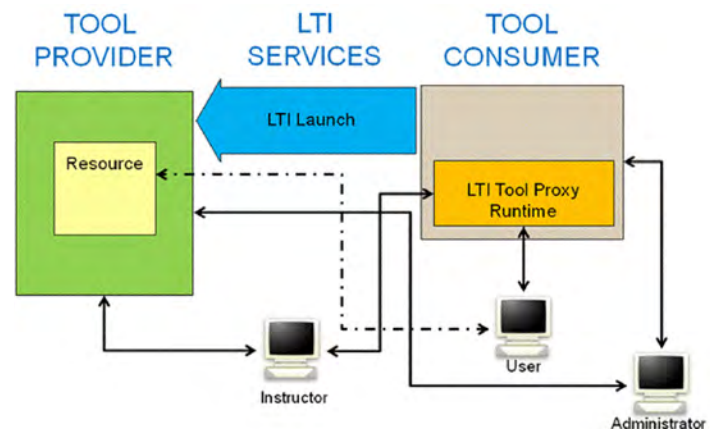 TOOL
PROVIDER
LTI
SERVICES
TOOL
CONSUMER
LTI Launch
Resource
LTI Tool Proxy
Runtime
User
Instructor
Administrator